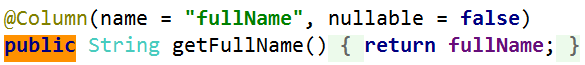 @Column(name = "fullName", nullable = false)
public String getFullName() { return fullName; }